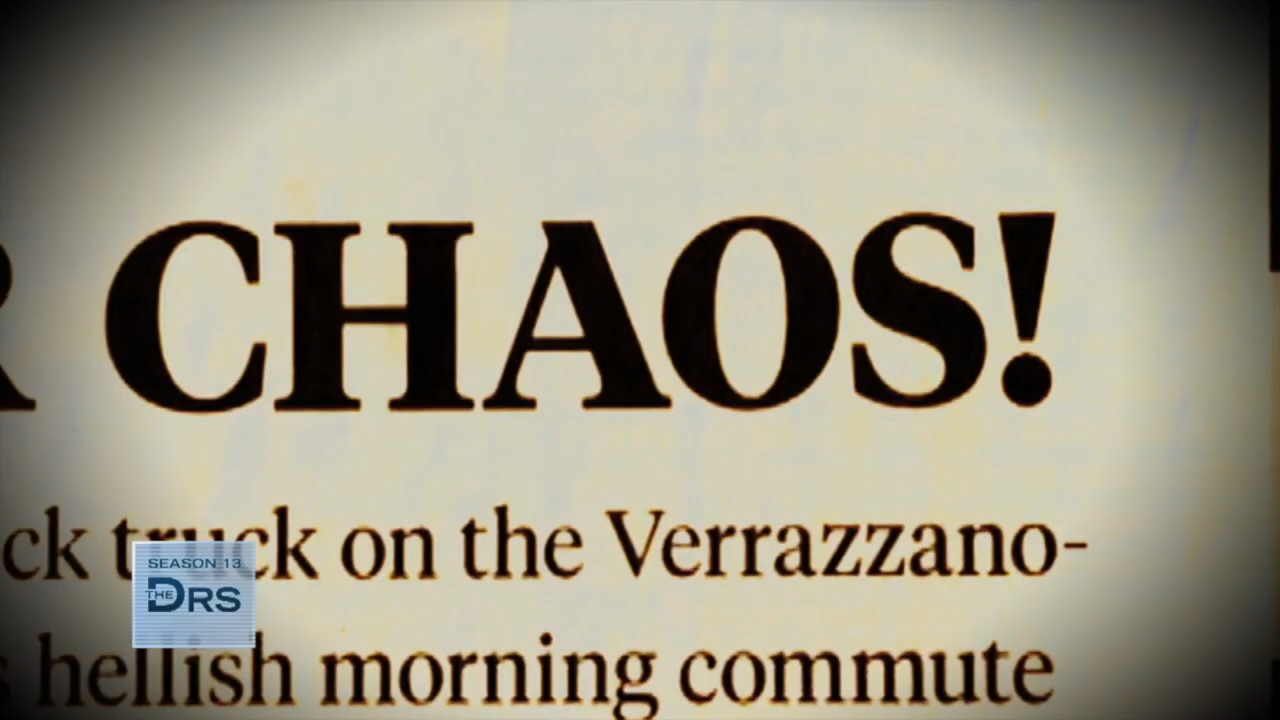 R CHAOS!
ck truck on the Verrazzano-
s hellish morning commute
SEASON 13
THE DRS